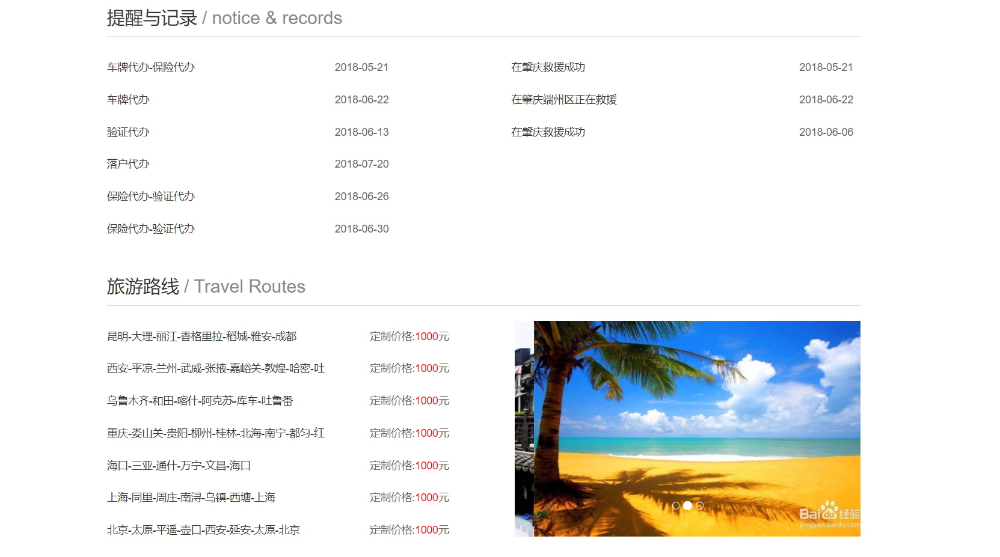 提醒与记录 / notice & records
车牌代办-保险代办 2018-05-21 在肇庆救援成功 2018-05-21
车牌代办 2018-06-22 在肇庆端州区正在救援 2018-06-22
验证代办 2018-06-13 在肇庆救援成功 2018-06-06
落户代办 2018-07-20
保险代办-验证代办 2018-06-26
保险代办-验证代办 2018-06-30
旅游路线 / Travel Routes
昆明-大理-丽江-香格里拉-稻城-雅安-成都 定制价格:1000元
西安-平凉-兰州-武威-张掖-嘉峪关-敦煌-哈密-吐 定制价格:1000元
乌鲁木齐-和田-喀什-阿克苏-库车-吐鲁番 定制价格:1000元
重庆-娄山关-贵阳-柳州-桂林-北海-南宁-都匀-红 定制价格:1000元
海口-三亚-通什-万宁-文昌-海口 定制价格:1000元
上海-同里-周庄-南浔-乌镇-西塘-上海 定制价格:1000元
北京-太原-平遥-壶口-西安-延安-太原-北京 定制价格:1000元
Baidu经验
jingyan.baidu.com